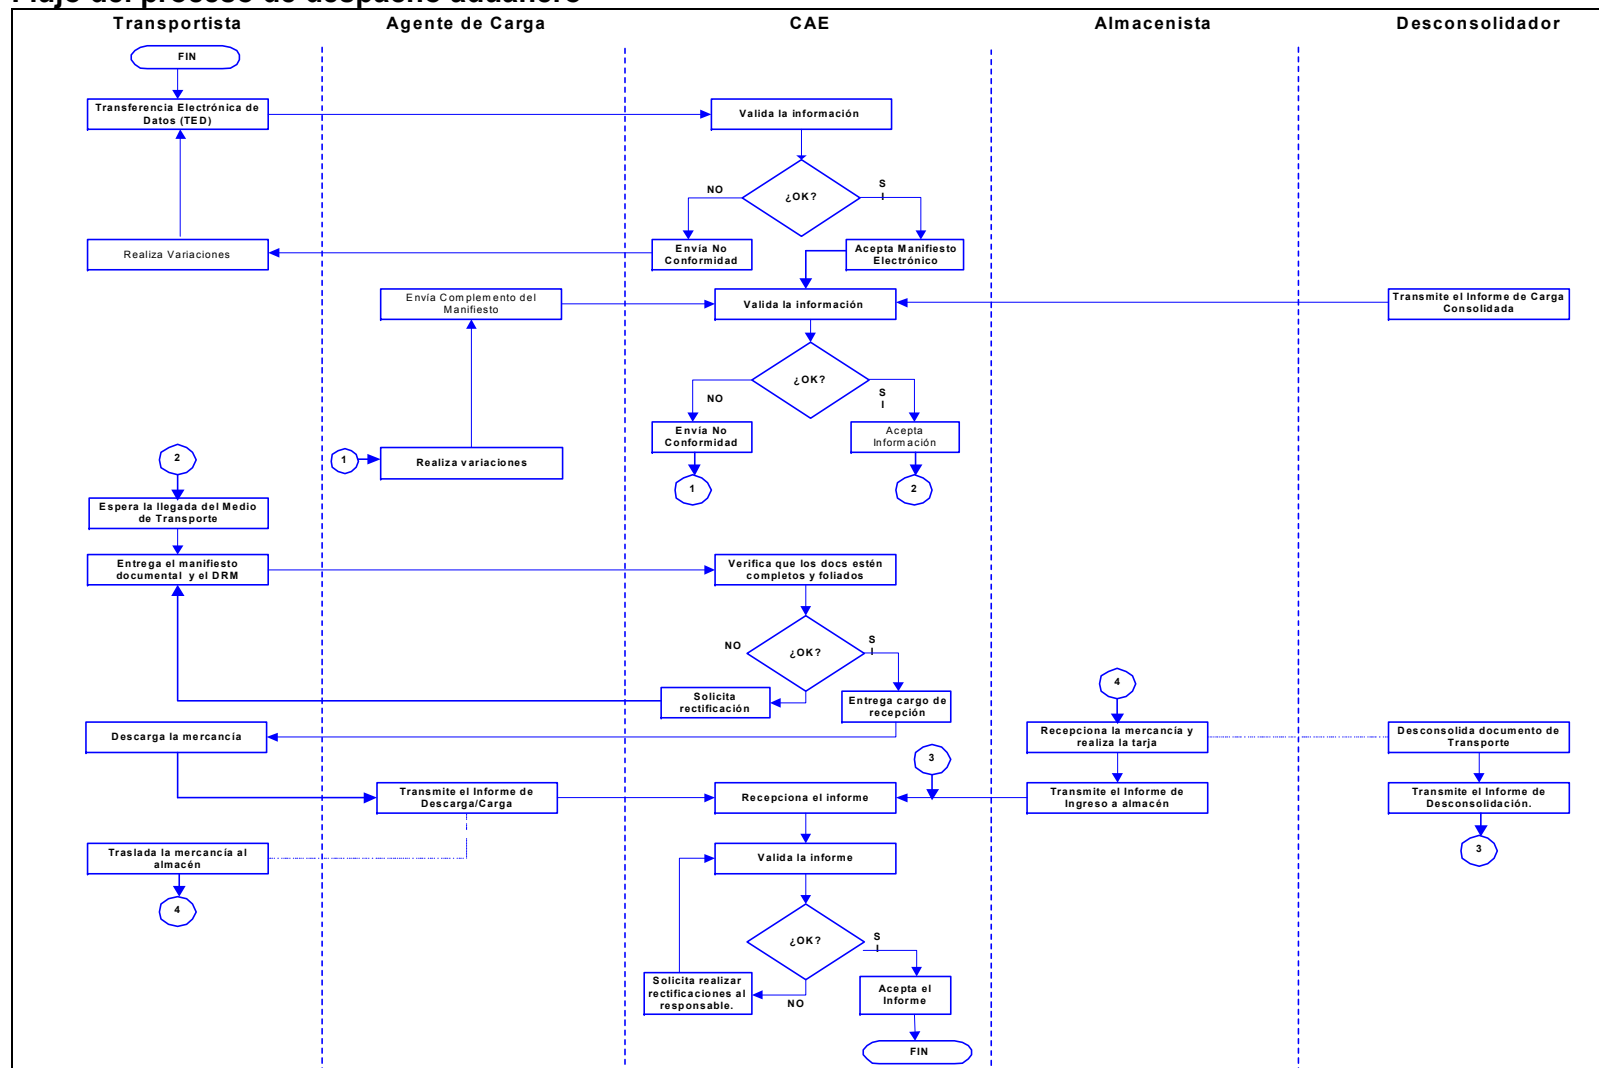 Flujo del proceso de despacho aduanero
Transportista
Agente de Carga
CAE
Almacenista
Desconsolidador
FIN
Transferencia Electrónica de
Datos (TED)
Valida la información
¿OK?
NO
S
I
Realiza Variaciones
Envía No
Conformidad
Acepta Manifiesto
Electrónico
Envía Complemento del
Manifiesto
Valida la información
Transmite el Informe de Carga
Consolidada
¿OK?
NO
S
I
Envía No
Conformidad
Acepta
Información
2
1
Realiza variaciones
1
2
Espera la llegada del Medio
de Transporte
Entrega el manifiesto
documental y el DRM
Verifica que los docs estén
completos y foliados
NO
¿OK?
S
I
4
Solicita
rectificación
Entrega cargo de
recepción
Descarga la mercancía
Recepciona la mercancía y
realiza la tarja
Desconsolida documento de
Transporte
3
Transmite el Informe de
Descarga/Carga
Recepciona el informe
Transmite el Informe de
Ingreso a almacén
Transmite el Informe de
Desconsolidación.
Traslada la mercancía al
almacén
Valida la informe
3
4
¿OK?
S
I
Solicita realizar
rectificaciones al
responsable.
NO
Acepta el
Informe
FIN